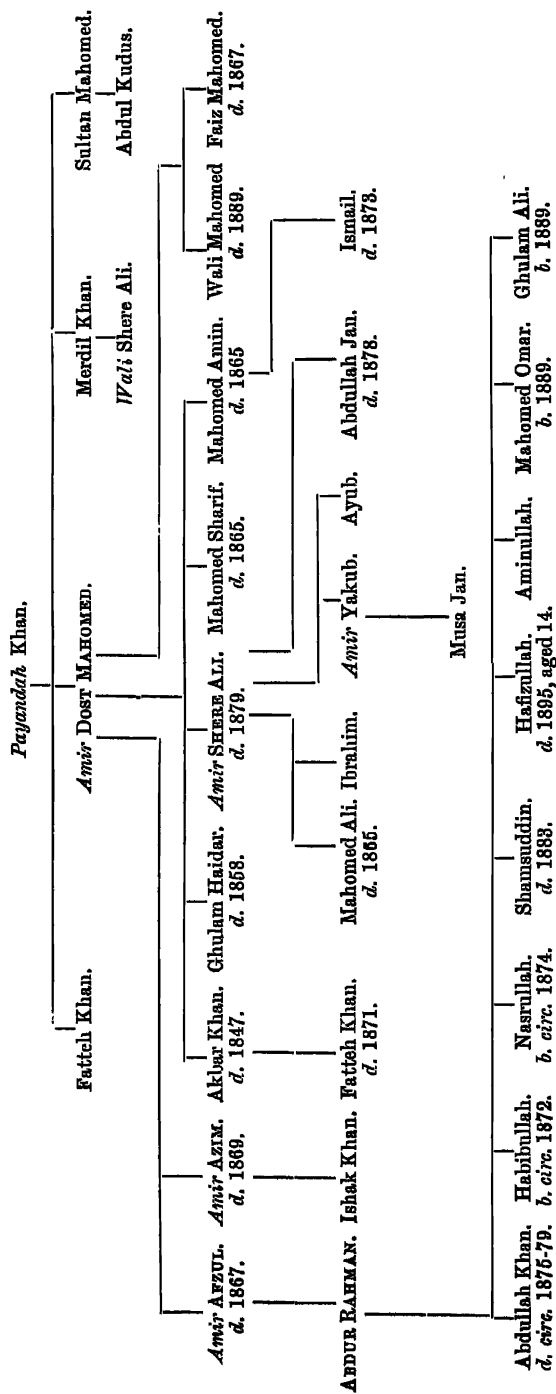 Payandah Khan.
Fatteh Khan. Amir DOST MAHOMED. Merdil Khan. Sultan Mahomed.
Wali Shere Ali. Abdul Kudus.
Amir AFZUL. Amir AZIM. Akbar Khan. Ghulam Haidar. Amir SHERE ALI. Mahomed Sharif. Mahomed Amin. Wali Mahomed Faiz Mahomed.
d. 1867. d. 1869. d. 1847. d. 1858. d. 1879. d. 1865. d. 1865 d. 1889. d. 1867.
ABDUR RAHMAN. Ishak Khan. Fatteh Khan. Mahomed Ali. Ibrahim. Amir Yakub. Ayub. Abdullah Jan. Ismail.
d. 1871. d. 1865. d. 1878. d. 1873.
Musa Jan.
Abdullah Khan. Habibullah. Nasrullah. Shamsuddin. Hafizullah. Aminullah. Mahomed Omar. Ghulam Ali.
d. circ. 1875-79. b. circ. 1872. b. circ. 1874. d. 1883. d. 1895, aged 14. b. 1889. b. 1889.